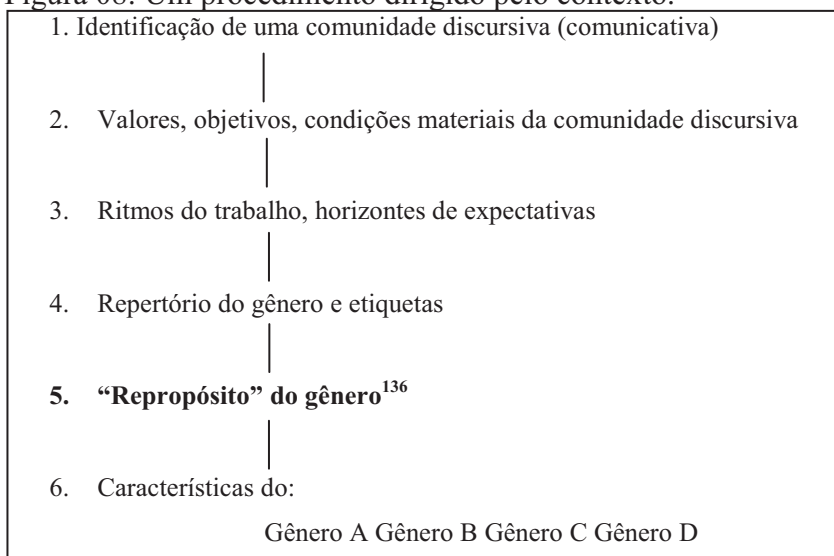 Figura 08: Um procedimento dirigido pelo contexto.
1. Identificação de uma comunidade discursiva (comunicativa)
2. Valores, objetivos, condições materiais da comunidade discursiva
3. Ritmos do trabalho, horizontes de expectativas
4. Repertório do gênero e etiquetas
5. “Repropósito” do gênero136
6. Características do:
Gênero A Gênero B Gênero C Gênero D